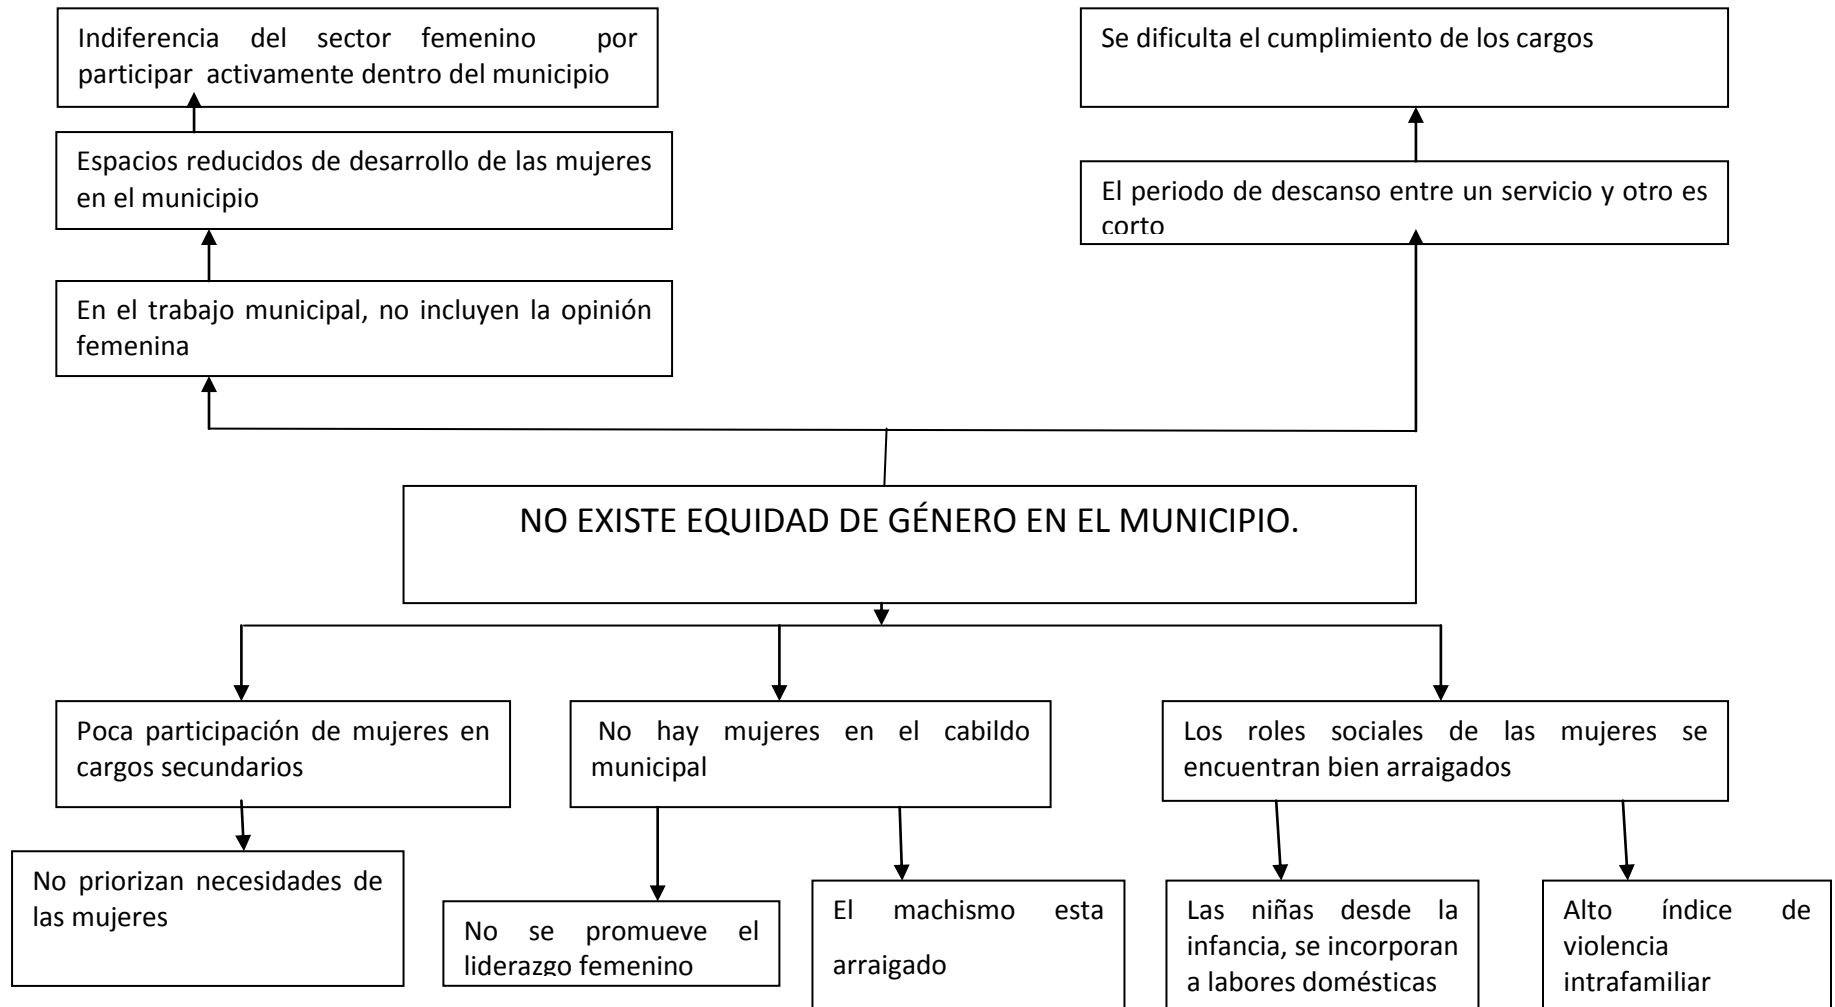 Indiferencia del sector femenino por
participar activamente dentro del municipio
Se dificulta el cumplimiento de los cargos
Espacios reducidos de desarrollo de las mujeres
en el municipio
El periodo de descanso entre un servicio y otro es
corto
En el trabajo municipal, no incluyen la opinión
femenina
NO EXISTE EQUIDAD DE GÉNERO EN EL MUNICIPIO.
Poca participación de mujeres en
cargos secundarios
No hay mujeres en el cabildo
municipal
Los roles sociales de las mujeres se
encuentran bien arraigados
No priorizan necesidades de
las mujeres
No se promueve el
liderazgo femenino
El machismo esta
arraigado
Las niñas desde la
infancia, se incorporan
a labores domésticas
Alto índice de
violencia
intrafamiliar